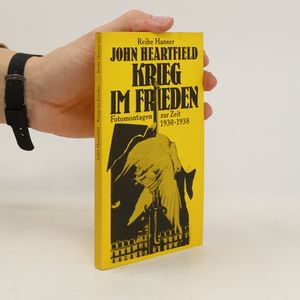 Reihe Hanser
JOHN HEARTFIELD
KRIEG
IM FRIEDEN
Fotomontagen zur Zeit
1930-1938